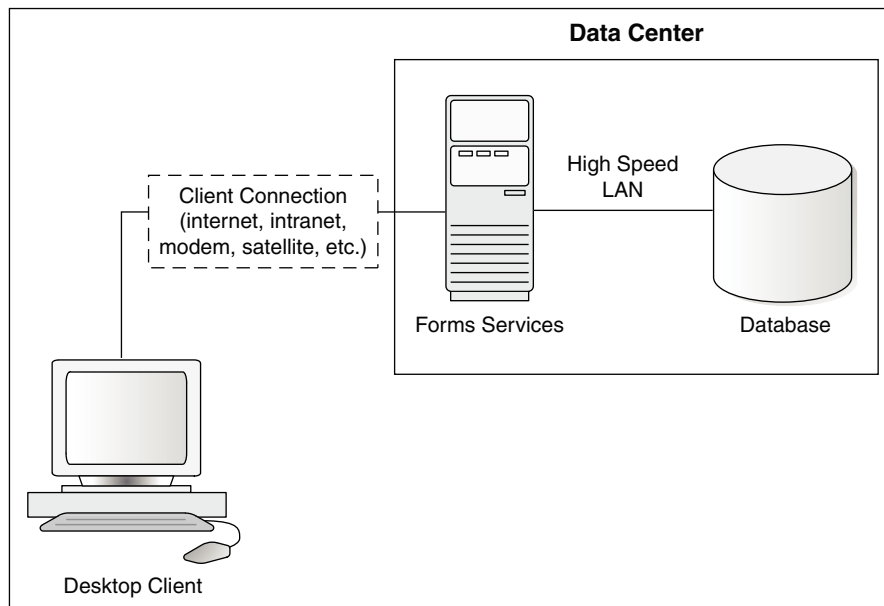 Data Center
High Speed
LAN
Client Connection
(internet, intranet,
modem, satellite, etc.)
Forms Services
Database
Desktop Client